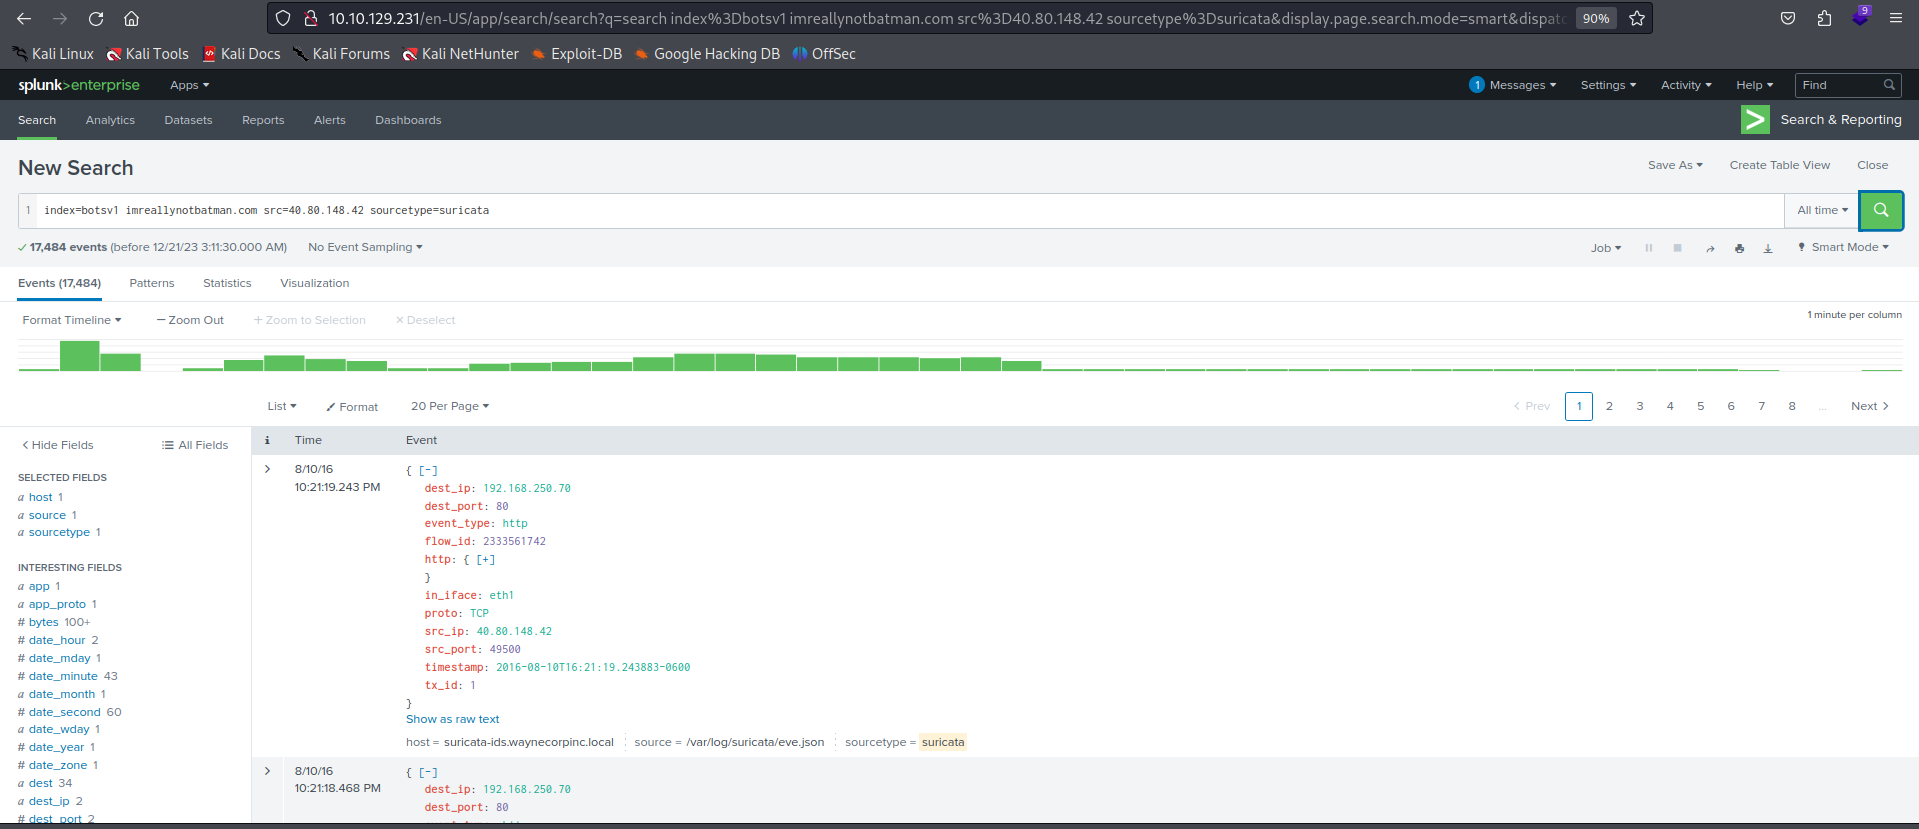 10.10.129.231/en-US/app/search/search?q=search index%3Dbotsv1 imreallynotbatman.com src%3D40.80.148.42 sourcetype%3Dsuricata&display.page.search.mode=smart&dispatc
90%
9
Kali Linux Kali Tools Kali Docs Kali Forums Kali NetHunter Exploit-DB Google Hacking DB OffSec
splunk>enterprise Apps 1 Messages Settings Activity Help Find
Search Analytics Datasets Reports Alerts Dashboards > Search & Reporting
New Search Save As Create Table View Close
1 index=botsv1 imreallynotbatman.com src=40.80.148.42 sourcetype=suricata All time
✓ 17,484 events (before 12/21/23 3:11:30.000 AM) No Event Sampling Job Smart Mode
Events (17,484) Patterns Statistics Visualization
Format Timeline — Zoom Out + Zoom to Selection × Deselect 1 minute per column
List Format 20 Per Page < Prev 1 2 3 4 5 6 7 8 ... Next >
< Hide Fields All Fields
SELECTED FIELDS
a host 1
a source 1
a sourcetype 1
INTERESTING FIELDS
a app 1
a app_proto 1
# bytes 100+
# date_hour 2
# date_mday 1
# date_minute 43
a date_month 1
# date_second 60
a date_wday 1
# date_year 1
# date_zone 1
a dest 34
a dest_ip 2
# dest_port 2
i Time Event
> 8/10/16
10:21:19.243 PM
{ [-]
dest_ip: 192.168.250.70
dest_port: 80
event_type: http
flow_id: 2333561742
http: { [+]
}
in_iface: eth1
proto: TCP
src_ip: 40.80.148.42
src_port: 49500
timestamp: 2016-08-10T16:21:19.243883-0600
tx_id: 1
}
Show as raw text
host = suricata-ids.waynecorpinc.local source = /var/log/suricata/eve.json sourcetype = suricata
> 8/10/16
10:21:18.468 PM
{ [-]
dest_ip: 192.168.250.70
dest_port: 80